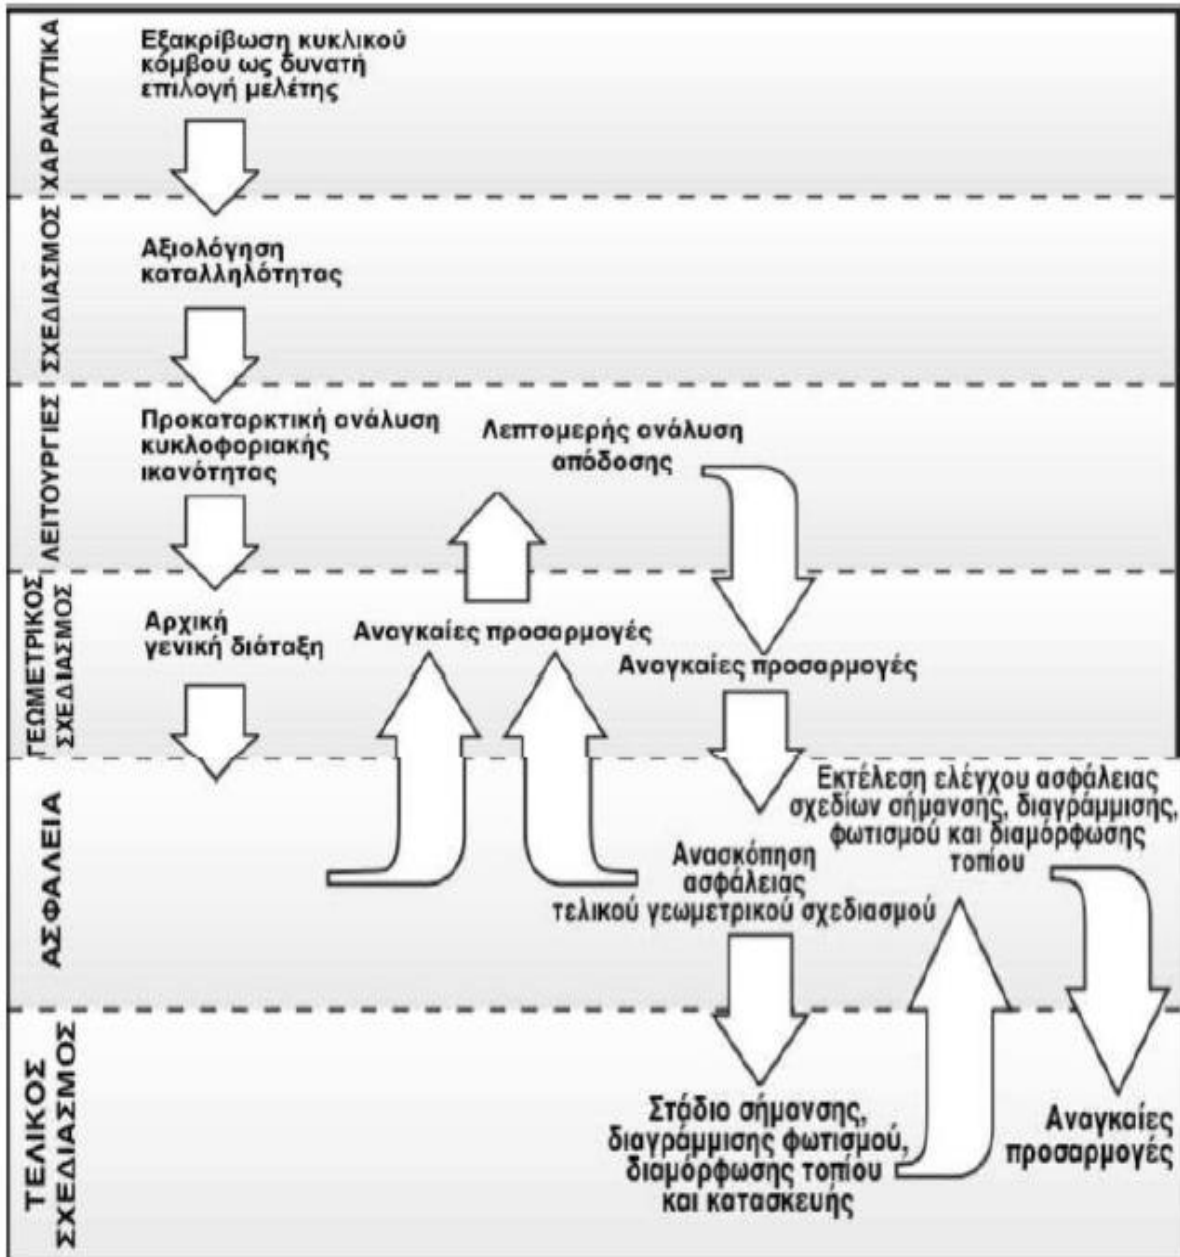 ΧΑΡΑΚΤ/ΤΙΚΑ
Εξακρίβωση κυκλικού
κόμβου ως δυνατή
επιλογή μελέτης
ΣΧΕΔΙΑΣΜΟΣ
Αξιολόγηση
καταλληλότητας
ΛΕΙΤΟΥΡΓΙΕΣ
Προκαταρκτική ανάλυση
κυκλοφοριακής
ικανότητας
Λεπτομερής ανάλυση
απόδοσης
ΓΕΩΜΕΤΡΙΚΟΣ
ΣΧΕΔΙΑΣΜΟΣ
Αρχική
γενική διάταξη
Αναγκαίες προσαρμογές
Αναγκαίες προσαρμογές
ΑΣΦΑΛΕΙΑ
Ανασκόπηση
ασφάλειας
τελικού γεωμετρικού σχεδιασμού
Εκτέλεση ελέγχου ασφάλειας
σχεδίων σήμανσης, διαγράμμισης,
φωτισμού και διαμόρφωσης
τοπίου
ΤΕΛΙΚΟΣ
ΣΧΕΔΙΑΣΜΟΣ
Στάδιο σήμανσης,
διαγράμμισης φωτισμού,
διαμόρφωσης τοπίου
και κατασκευής
Αναγκαίες
προσαρμογές